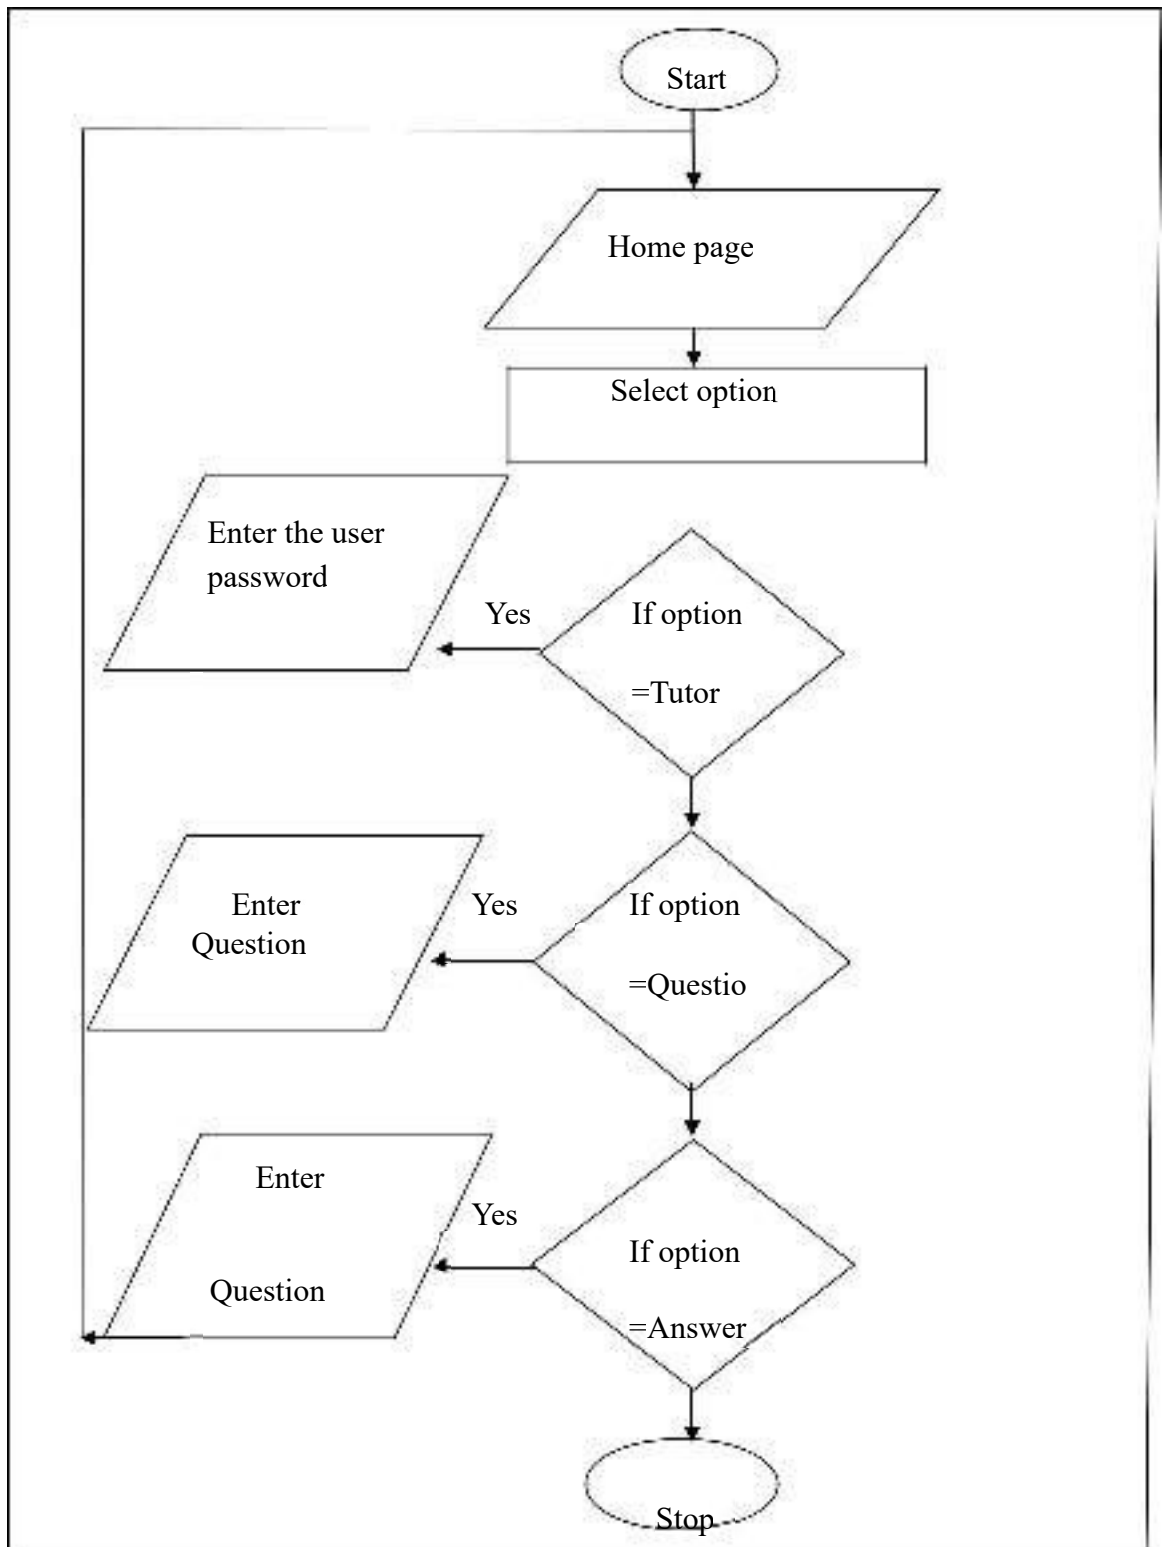 Start
Home page
Select option
Enter the user
password
Yes
If option
=Tutor
Enter
Question
Yes
If option
=Questio
Enter
Question
Yes
If option
=Answer
Stop